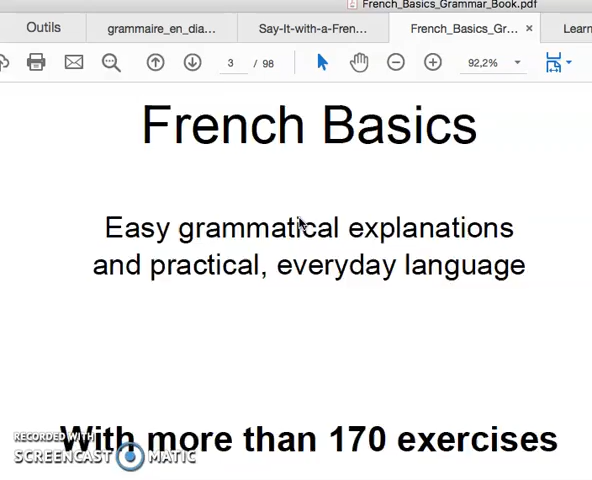 French_Basics_Grammar_Book.pdf
Outils
grammaire_en_dia...
Say-It-with-a-Fren...
French_Basics_Gr... ×
Learn
3 / 98
92,2%
French Basics
Easy grammatical explanations
and practical, everyday language
With more than 170 exercises
RECORDED WITH
SCREENCAST MATIC